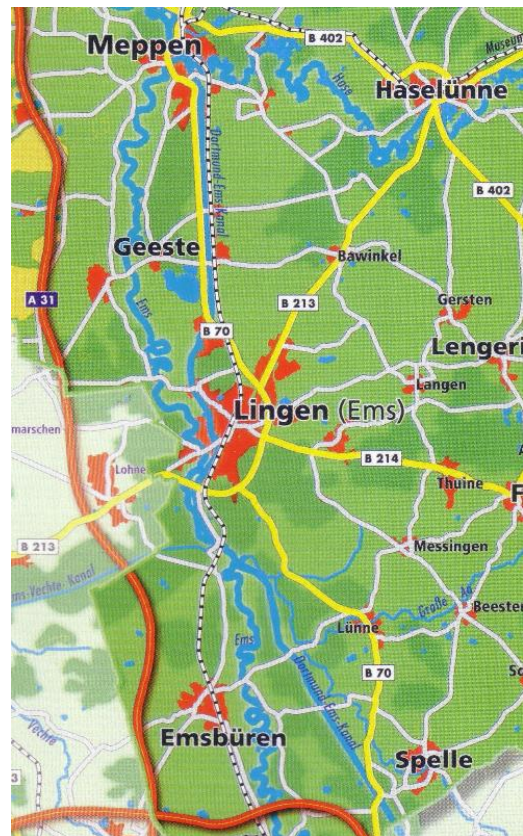 Meppen
B 402
Museum
Hase
Haselünne
Dortmund-Ems-Kanal
B 402
Geeste
Bawinkel
Ems
A 31
B 213
Gersten
B 70
Lengeri
Langen
Lingen (Ems)
marschen
Lohne
B 214
Thuine
F
B 213
Messingen
Ems-Vechte-Kanal
Große Aa
Beesten
Lünne
Ems
B 70
Dortmund-Ems-Kanal
Vechte
Emsbüren
Spelle
3